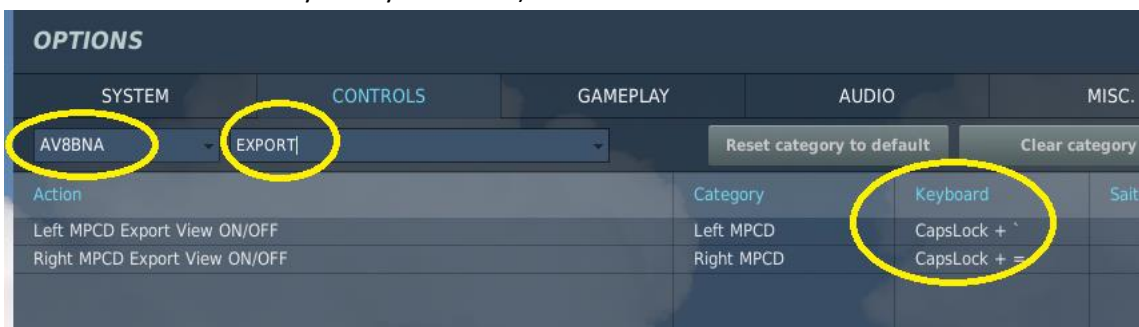 OPTIONS
SYSTEM CONTROLS GAMEPLAY AUDIO MISC.
AV8BNA EXPORT Reset category to default Clear category
Action Category Keyboard Sait
Left MPCD Export View ON/OFF Left MPCD CapsLock + `
Right MPCD Export View ON/OFF Right MPCD CapsLock + =